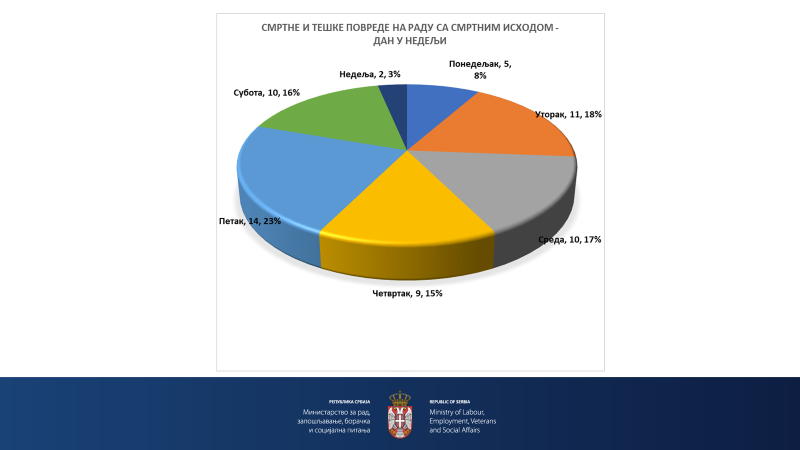 СМРТНЕ И ТЕШКЕ ПОВРЕДЕ НА РАДУ СА СМРТНИМ ИСХОДОМ -
ДАН У НЕДЕЉИ
Понедељак, 5,
8%
Недеља, 2, 3%
Субота, 10, 16%
Уторак, 11, 18%
Петак, 14, 23%
Среда, 10, 17%
Четвртак, 9, 15%
РЕПУБЛИКА СРБИЈА
Министарство за рад,
запошљавање, борачка
и социјална питања
REPUBLIC OF SERBIA
Ministry of Labour,
Employment, Veterans
and Social Affairs